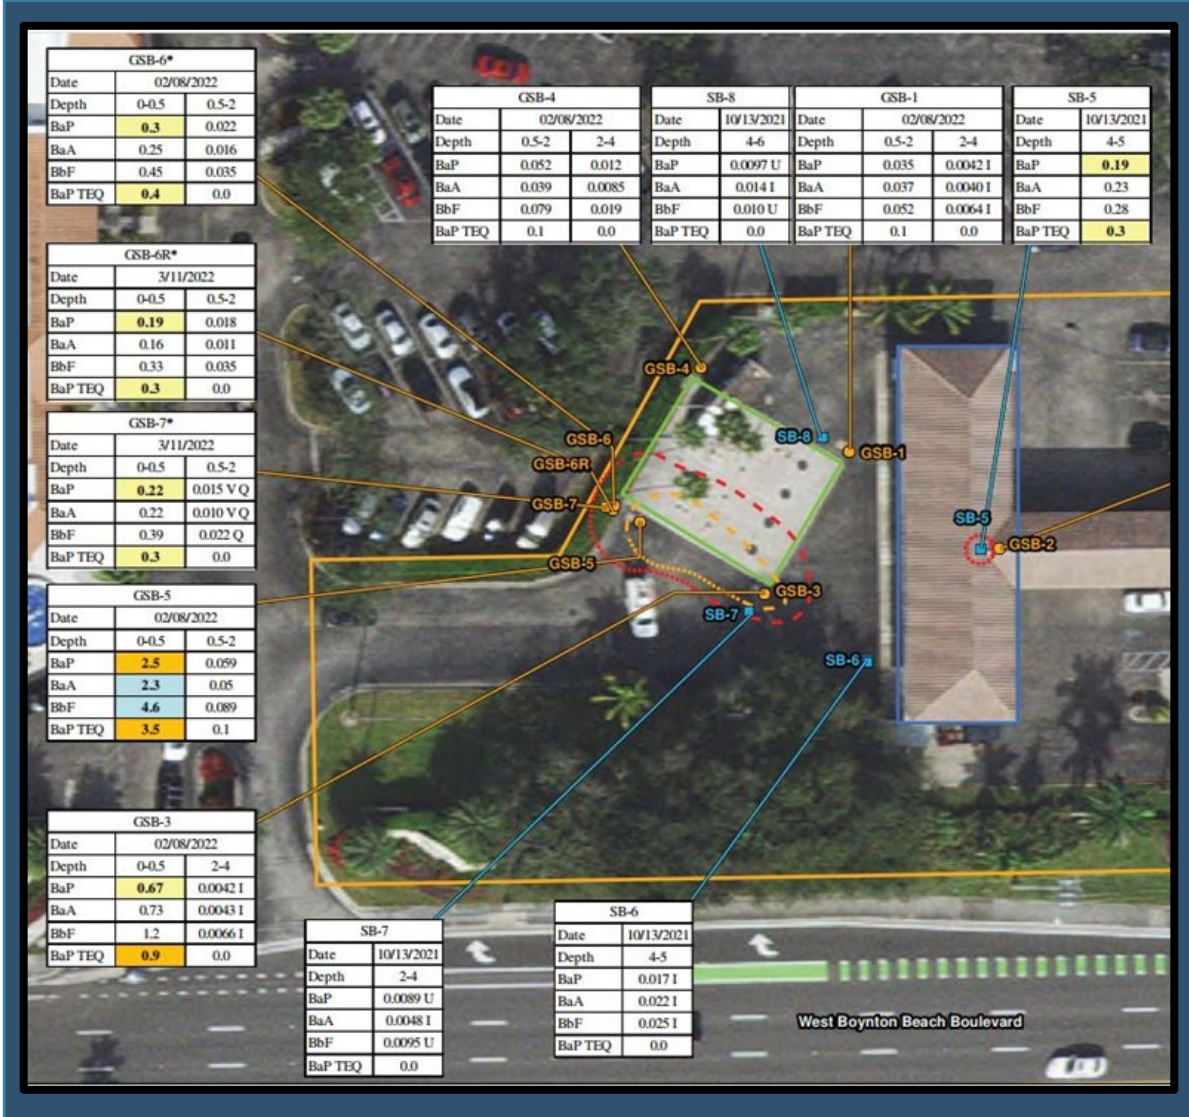 GSB-6*
Date 02/08/2022
Depth 0-0.5 0.5-2
BaP 0.3 0.022
BaA 0.25 0.016
BbF 0.45 0.035
BaP TEQ 0.4 0.0
GSB-6R*
Date 3/11/2022
Depth 0-0.5 0.5-2
BaP 0.19 0.018
BaA 0.16 0.011
BbF 0.33 0.035
BaP TEQ 0.3 0.0
GSB-7*
Date 3/11/2022
Depth 0-0.5 0.5-2
BaP 0.22 0.015 V Q
BaA 0.22 0.010 V Q
BbF 0.39 0.022 Q
BaP TEQ 0.3 0.0
GSB-5
Date 02/08/2022
Depth 0-0.5 0.5-2
BaP 2.5 0.059
BaA 2.3 0.05
BbF 4.6 0.089
BaP TEQ 3.5 0.1
GSB-3
Date 02/08/2022
Depth 0-0.5 2-4
BaP 0.67 0.0042 I
BaA 0.73 0.0043 I
BbF 1.2 0.0066 I
BaP TEQ 0.9 0.0
GSB-4
Date 02/08/2022
Depth 0.5-2 2-4
BaP 0.052 0.012
BaA 0.039 0.0085
BbF 0.079 0.019
BaP TEQ 0.1 0.0
SB-8
Date 10/13/2021
Depth 4-6
BaP 0.0097 U
BaA 0.014 I
BbF 0.010 U
BaP TEQ 0.0
GSB-1
Date 02/08/2022
Depth 0.5-2 2-4
BaP 0.035 0.0042 I
BaA 0.037 0.0040 I
BbF 0.052 0.0064 I
BaP TEQ 0.1 0.0
SB-5
Date 10/13/2021
Depth 4-5
BaP 0.19
BaA 0.23
BbF 0.28
BaP TEQ 0.3
GSB-4
SB-8
GSB-1
GSB-6
GSB-6R
GSB-7
SB-5
GSB-2
GSB-5
GSB-3
SB-7
SB-6
SB-7
Date 10/13/2021
Depth 2-4
BaP 0.0089 U
BaA 0.0048 I
BbF 0.0095 U
BaP TEQ 0.0
SB-6
Date 10/13/2021
Depth 4-5
BaP 0.017 I
BaA 0.022 I
BbF 0.025 I
BaP TEQ 0.0
West Boynton Beach Boulevard